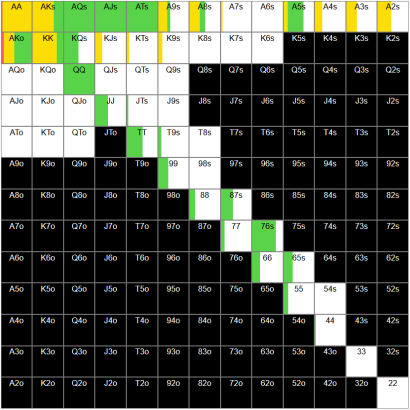 AA AKs AQs AJs ATs A9s A8s A7s A6s A5s A4s A3s A2s
AKo KK KQs KJs KTs K9s K8s K7s K6s K5s K4s K3s K2s
AQo KQo QQ QJs QTs Q9s Q8s Q7s Q6s Q5s Q4s Q3s Q2s
AJo KJo QJo JJ JTs J9s J8s J7s J6s J5s J4s J3s J2s
ATo KTo QTo JTo TT T9s T8s T7s T6s T5s T4s T3s T2s
A9o K9o Q9o J9o T9o 99 98s 97s 96s 95s 94s 93s 92s
A8o K8o Q8o J8o T8o 98o 88 87s 86s 85s 84s 83s 82s
A7o K7o Q7o J7o T7o 97o 87o 77 76s 75s 74s 73s 72s
A6o K6o Q6o J6o T6o 96o 86o 76o 66 65s 64s 63s 62s
A5o K5o Q5o J5o T5o 95o 85o 75o 65o 55 54s 53s 52s
A4o K4o Q4o J4o T4o 94o 84o 74o 64o 54o 44 43s 42s
A3o K3o Q3o J3o T3o 93o 83o 73o 63o 53o 43o 33 32s
A2o K2o Q2o J2o T2o 92o 82o 72o 62o 52o 42o 32o 22